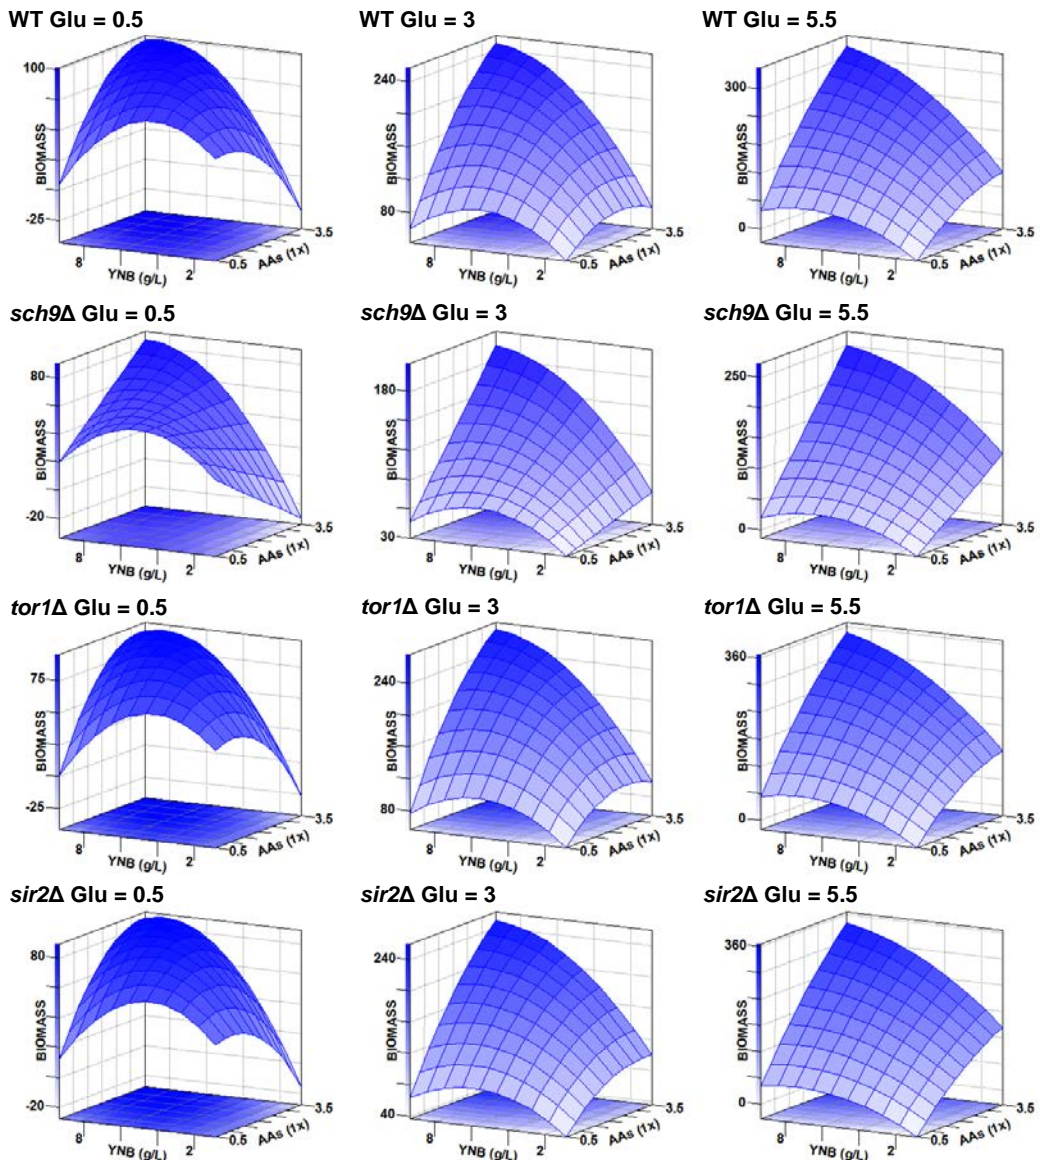 WT Glu = 0.5
100
-25
BIOMASS
8
YNB (g/L)
2
0.5
AAs (1x)
3.5
WT Glu = 3
240
80
BIOMASS
8
YNB (g/L)
2
0.5
AAs (1x)
3.5
WT Glu = 5.5
300
0
BIOMASS
8
YNB (g/L)
2
0.5
AAs (1x)
3.5
sch9Δ Glu = 0.5
80
-20
BIOMASS
8
YNB (g/L)
2
0.5
AAs (1x)
3.5
sch9Δ Glu = 3
180
30
BIOMASS
8
YNB (g/L)
2
0.5
AAs (1x)
3.5
sch9Δ Glu = 5.5
250
0
BIOMASS
8
YNB (g/L)
2
0.5
AAs (1x)
3.5
tor1Δ Glu = 0.5
75
-25
BIOMASS
8
YNB (g/L)
2
0.5
AAs (1x)
3.5
tor1Δ Glu = 3
240
80
BIOMASS
8
YNB (g/L)
2
0.5
AAs (1x)
3.5
tor1Δ Glu = 5.5
360
0
BIOMASS
8
YNB (g/L)
2
0.5
AAs (1x)
3.5
sir2Δ Glu = 0.5
80
-20
BIOMASS
8
YNB (g/L)
2
0.5
AAs (1x)
3.5
sir2Δ Glu = 3
240
40
BIOMASS
8
YNB (g/L)
2
0.5
AAs (1x)
3.5
sir2Δ Glu = 5.5
360
0
BIOMASS
8
YNB (g/L)
2
0.5
AAs (1x)
3.5